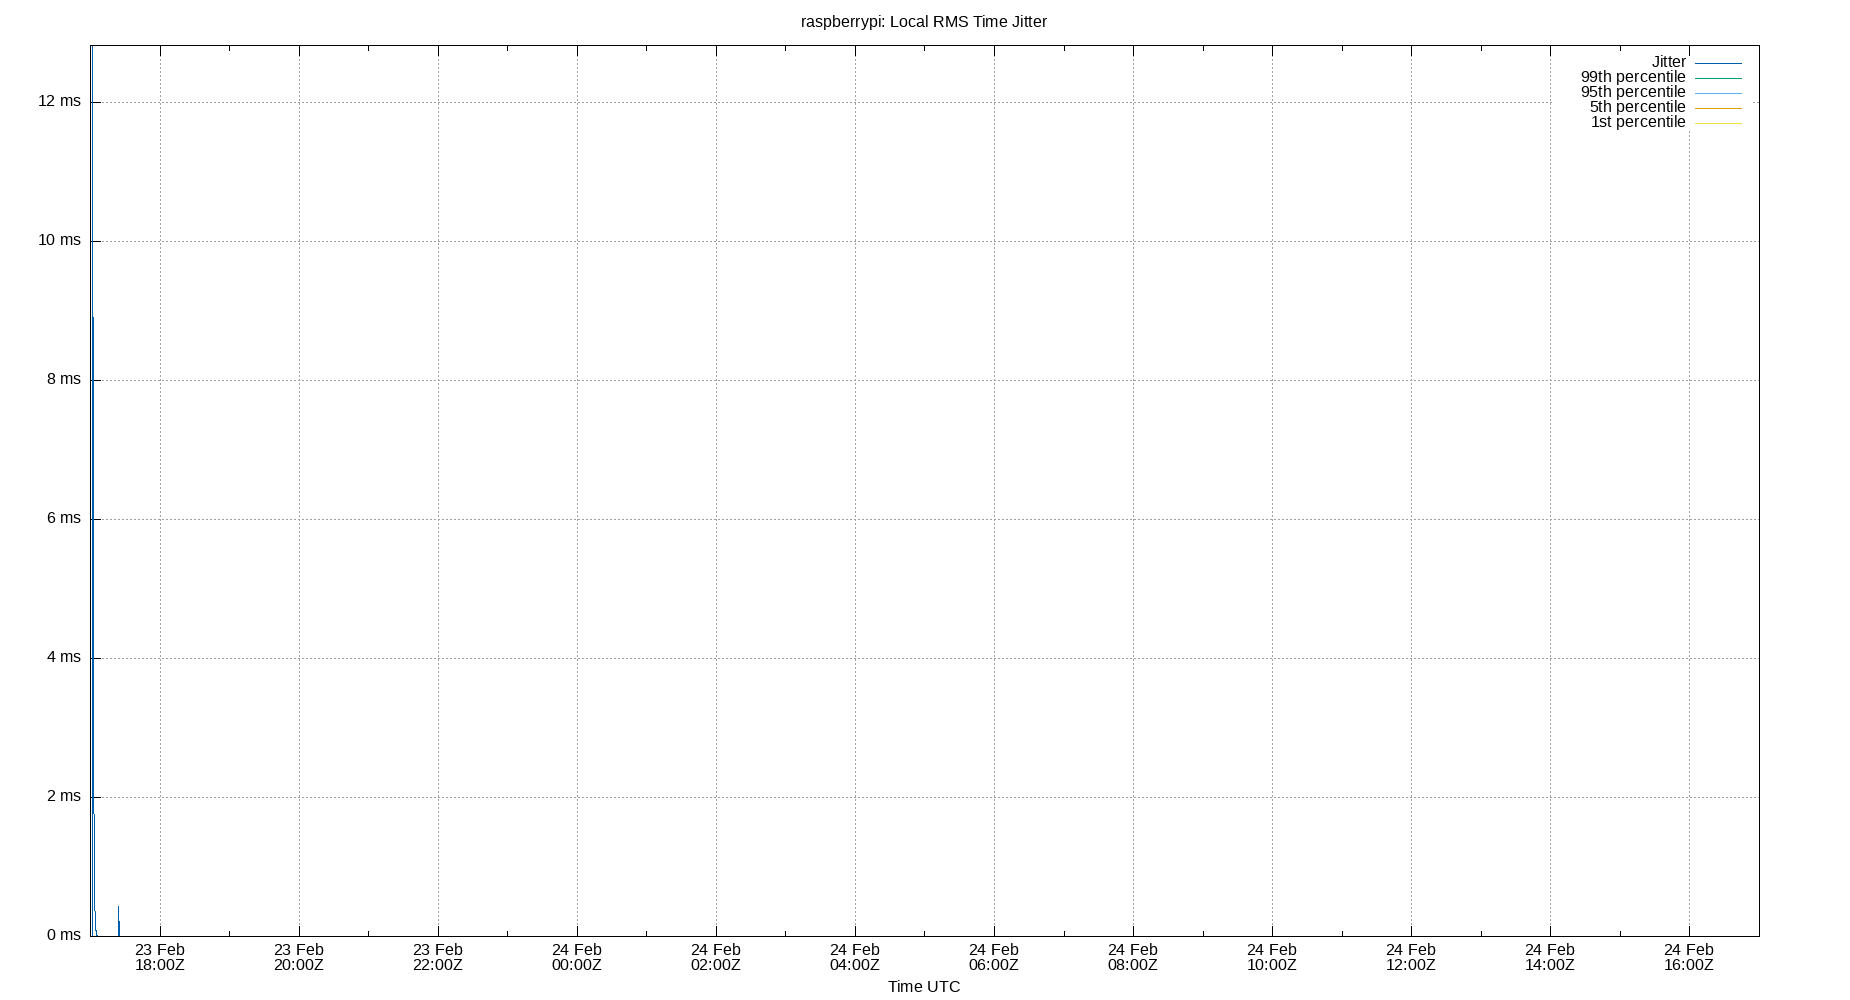 raspberrypi: Local RMS Time Jitter
Jitter
99th percentile
95th percentile
5th percentile
1st percentile
12 ms
10 ms
8 ms
6 ms
4 ms
2 ms
0 ms
23 Feb 23 Feb 23 Feb 24 Feb 24 Feb 24 Feb 24 Feb 24 Feb 24 Feb 24 Feb 24 Feb 24 Feb
18:00Z 20:00Z 22:00Z 00:00Z 02:00Z 04:00Z 06:00Z 08:00Z 10:00Z 12:00Z 14:00Z 16:00Z
Time UTC